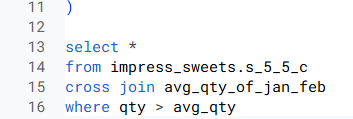 11 )
12
13 select *
14 from impress_sweets.s_5_5_c
15 cross join avg_qty_of_jan_feb
16 where qty > avg_qty